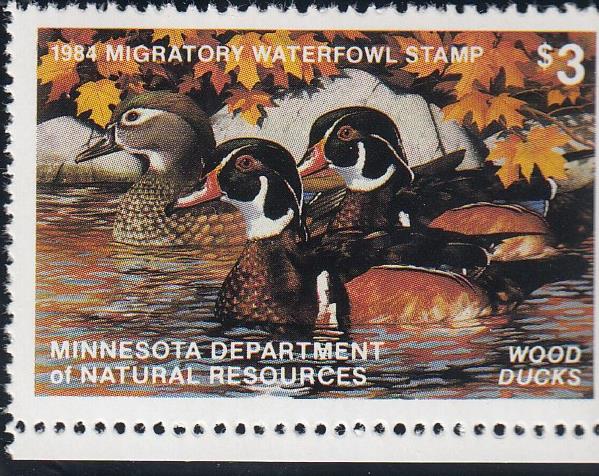 1984 MIGRATORY WATERFOWL STAMP $3
MINNESOTA DEPARTMENT
of NATURAL RESOURCES
WOOD
DUCKS